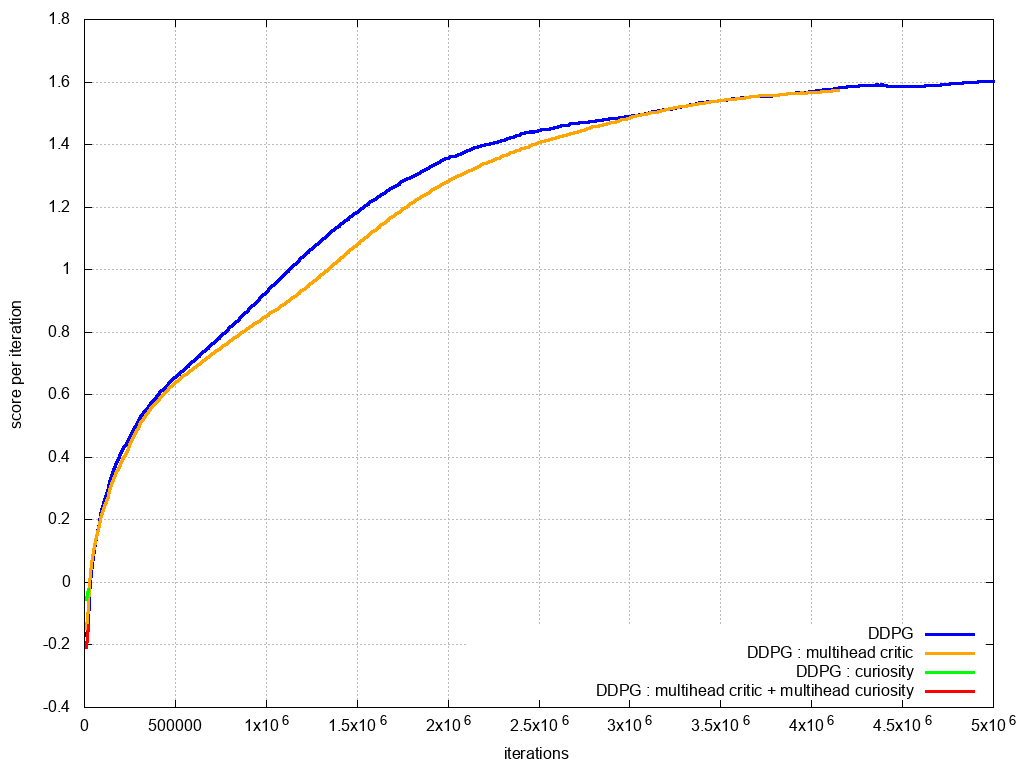 1.8
1.6
1.4
1.2
1
0.8
0.6
0.4
0.2
0
-0.2
-0.4
score per iteration
DDPG
DDPG : multihead critic
DDPG : curiosity
DDPG : multihead critic + multihead curiosity
0 500000 1x10^6 1.5x10^6 2x10^6 2.5x10^6 3x10^6 3.5x10^6 4x10^6 4.5x10^6 5x10^6
iterations